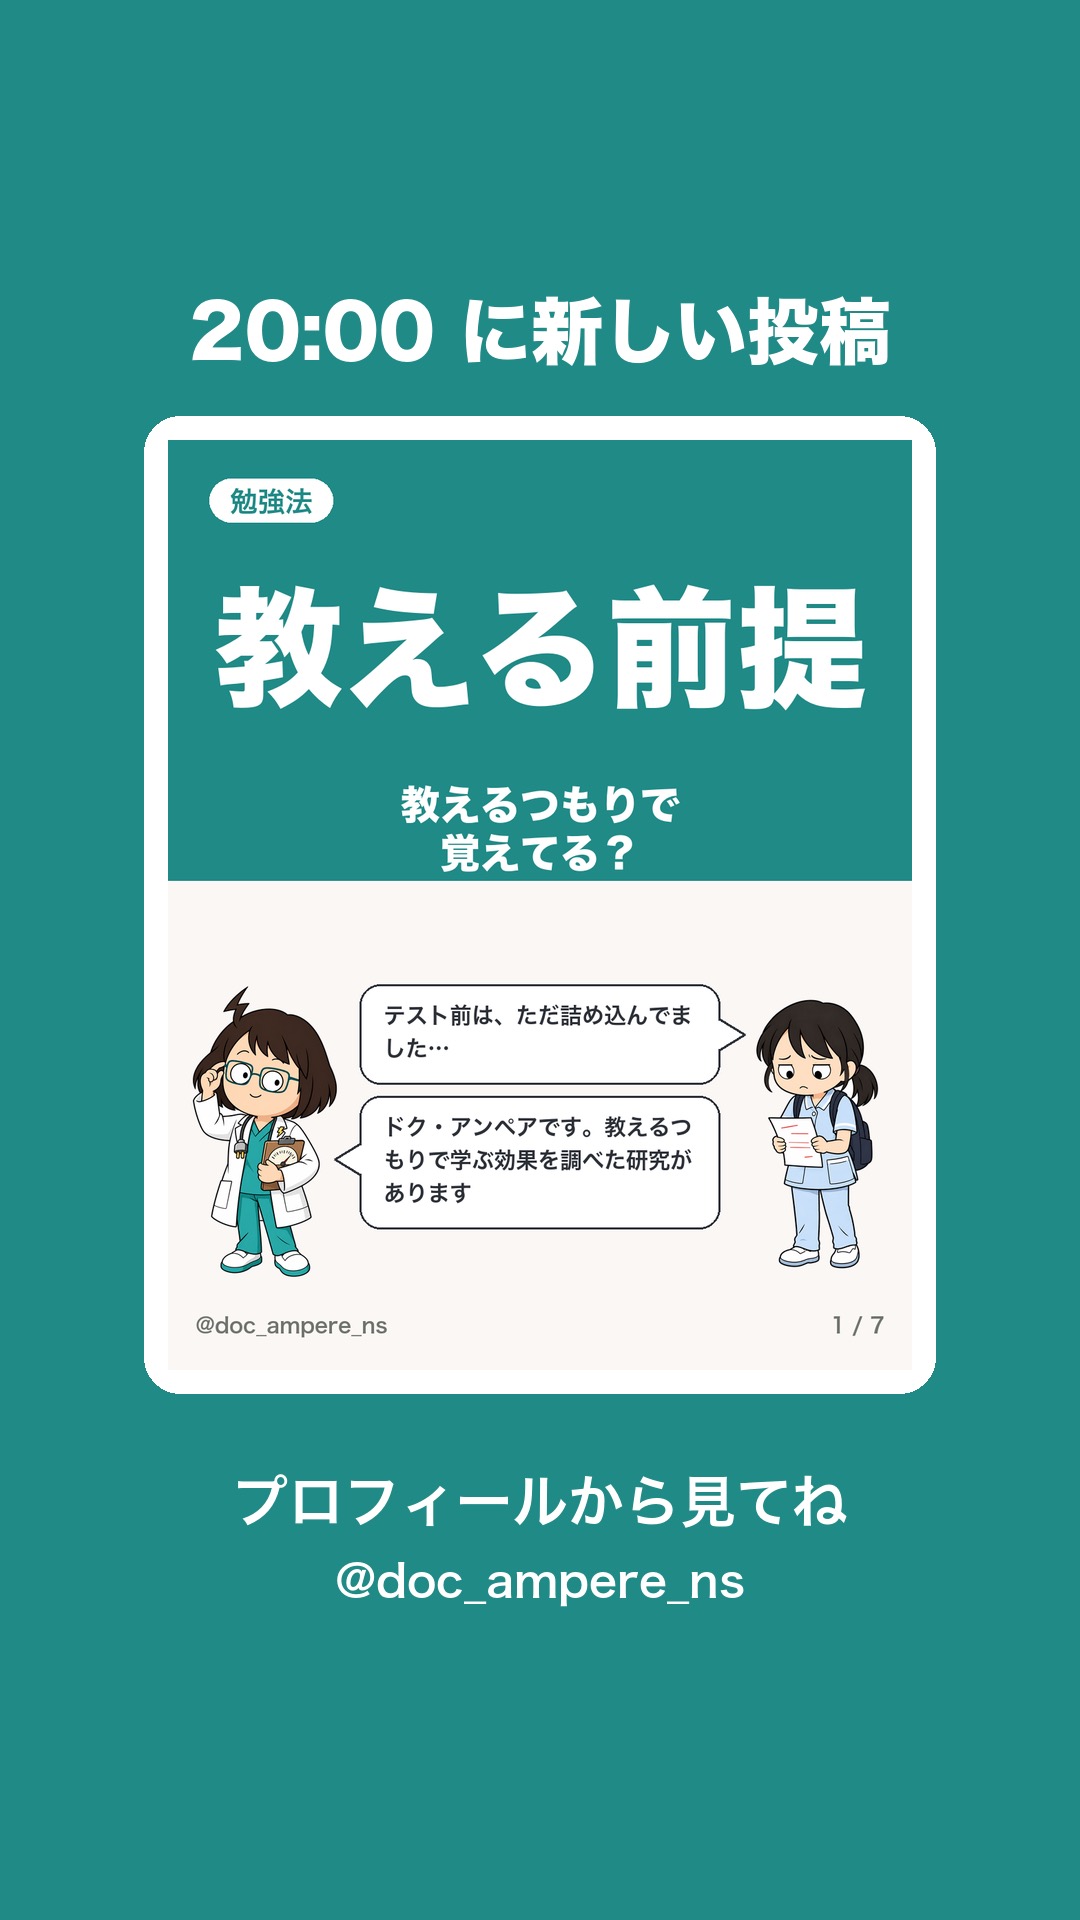 20:00 に新しい投稿
勉強法
教える前提
教えるつもりで
覚えてる？
テスト前は、ただ詰め込んでま
した…
ドク・アンペアです。教えるつ
もりで学ぶ効果を調べた研究が
あります
@doc_ampere_ns
1 / 7
プロフィールから見てね
@doc_ampere_ns